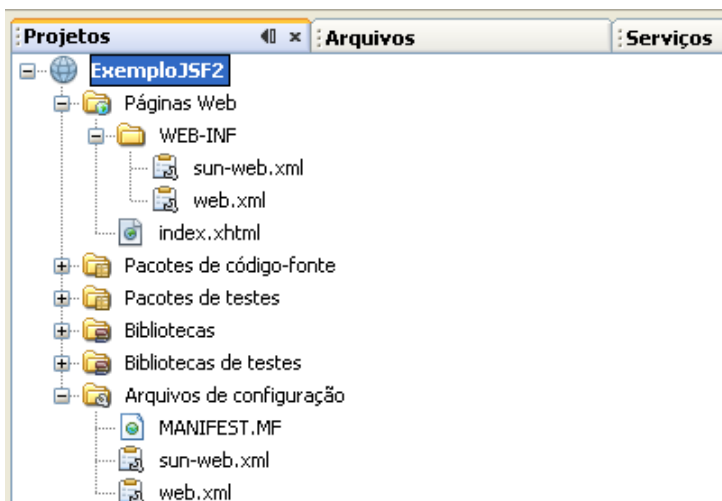 Projetos Arquivos Serviços
ExemploJSF2
Páginas Web
WEB-INF
sun-web.xml
web.xml
index.xhtml
Pacotes de código-fonte
Pacotes de testes
Bibliotecas
Bibliotecas de testes
Arquivos de configuração
MANIFEST.MF
sun-web.xml
web.xml